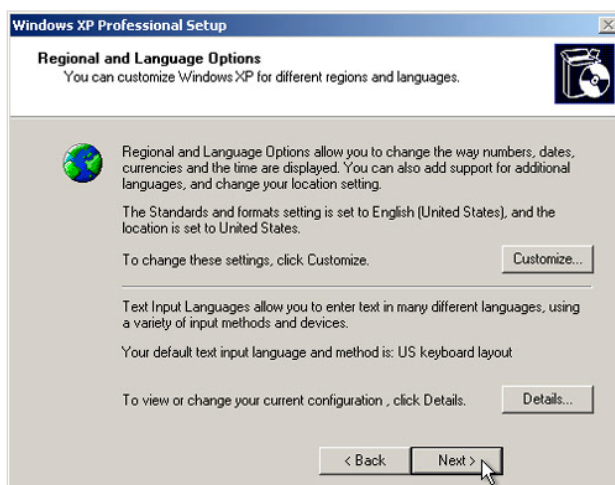 Windows XP Professional Setup
Regional and Language Options
You can customize Windows XP for different regions and languages.
Regional and Language Options allow you to change the way numbers, dates,
currencies and the time are displayed. You can also add support for additional
languages, and change your location setting.
The Standards and formats setting is set to English (United States), and the
location is set to United States.
To change these settings, click Customize.
Customize...
Text Input Languages allow you to enter text in many different languages, using
a variety of input methods and devices.
Your default text input language and method is: US keyboard layout
To view or change your current configuration , click Details.
Details...
< Back
Next >